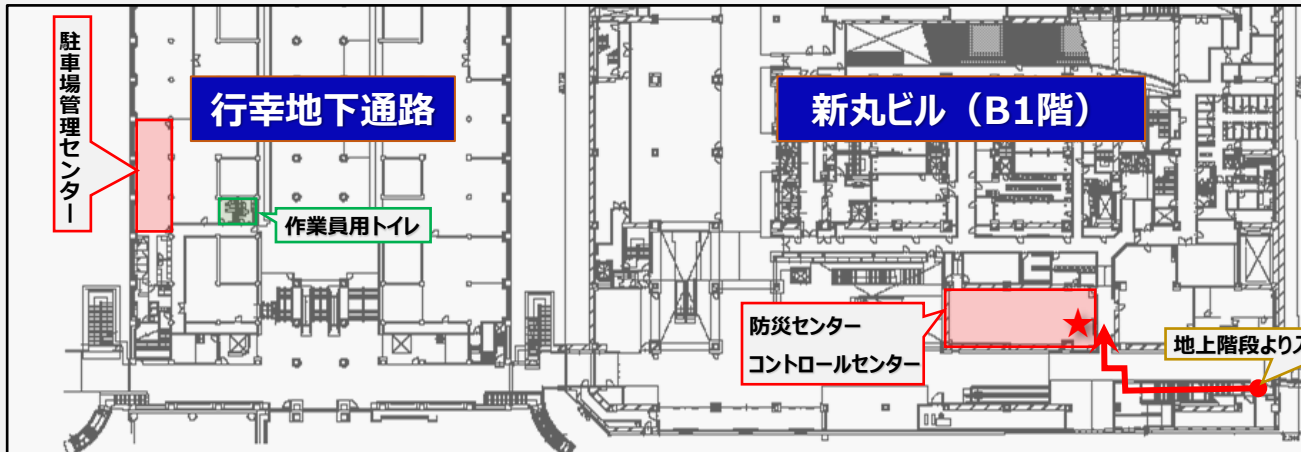 駐車場管理センター
行幸地下通路
作業員用トイレ
新丸ビル（B1階）
防災センター
コントロールセンター
地上階段より